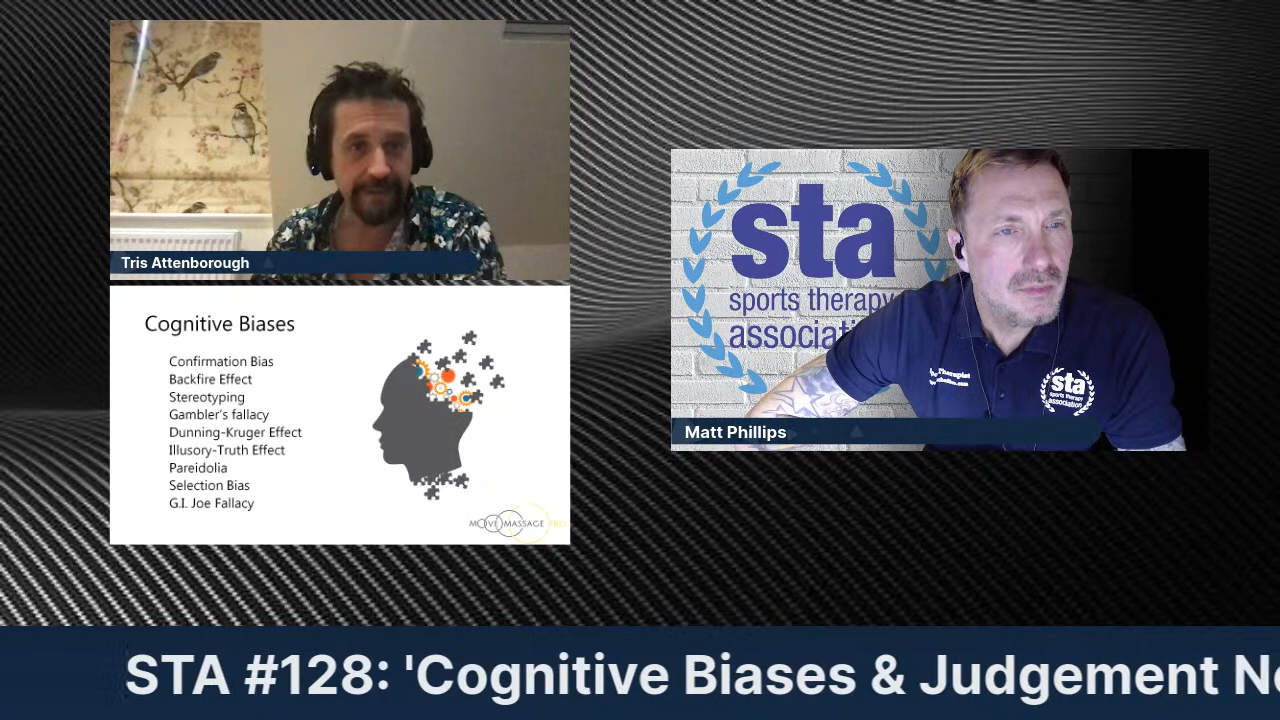 Tris Attenborough
Cognitive Biases
Confirmation Bias
Backfire Effect
Stereotyping
Gambler's fallacy
Dunning-Kruger Effect
Illusory-Truth Effect
Pareidolia
Selection Bias
G.I. Joe Fallacy
MOVE MASSAGE PRO
sta
sports therapy
associati
Therapist
sta
sports therapy
association
Matt Phillips
STA #128: 'Cognitive Biases & Judgement N